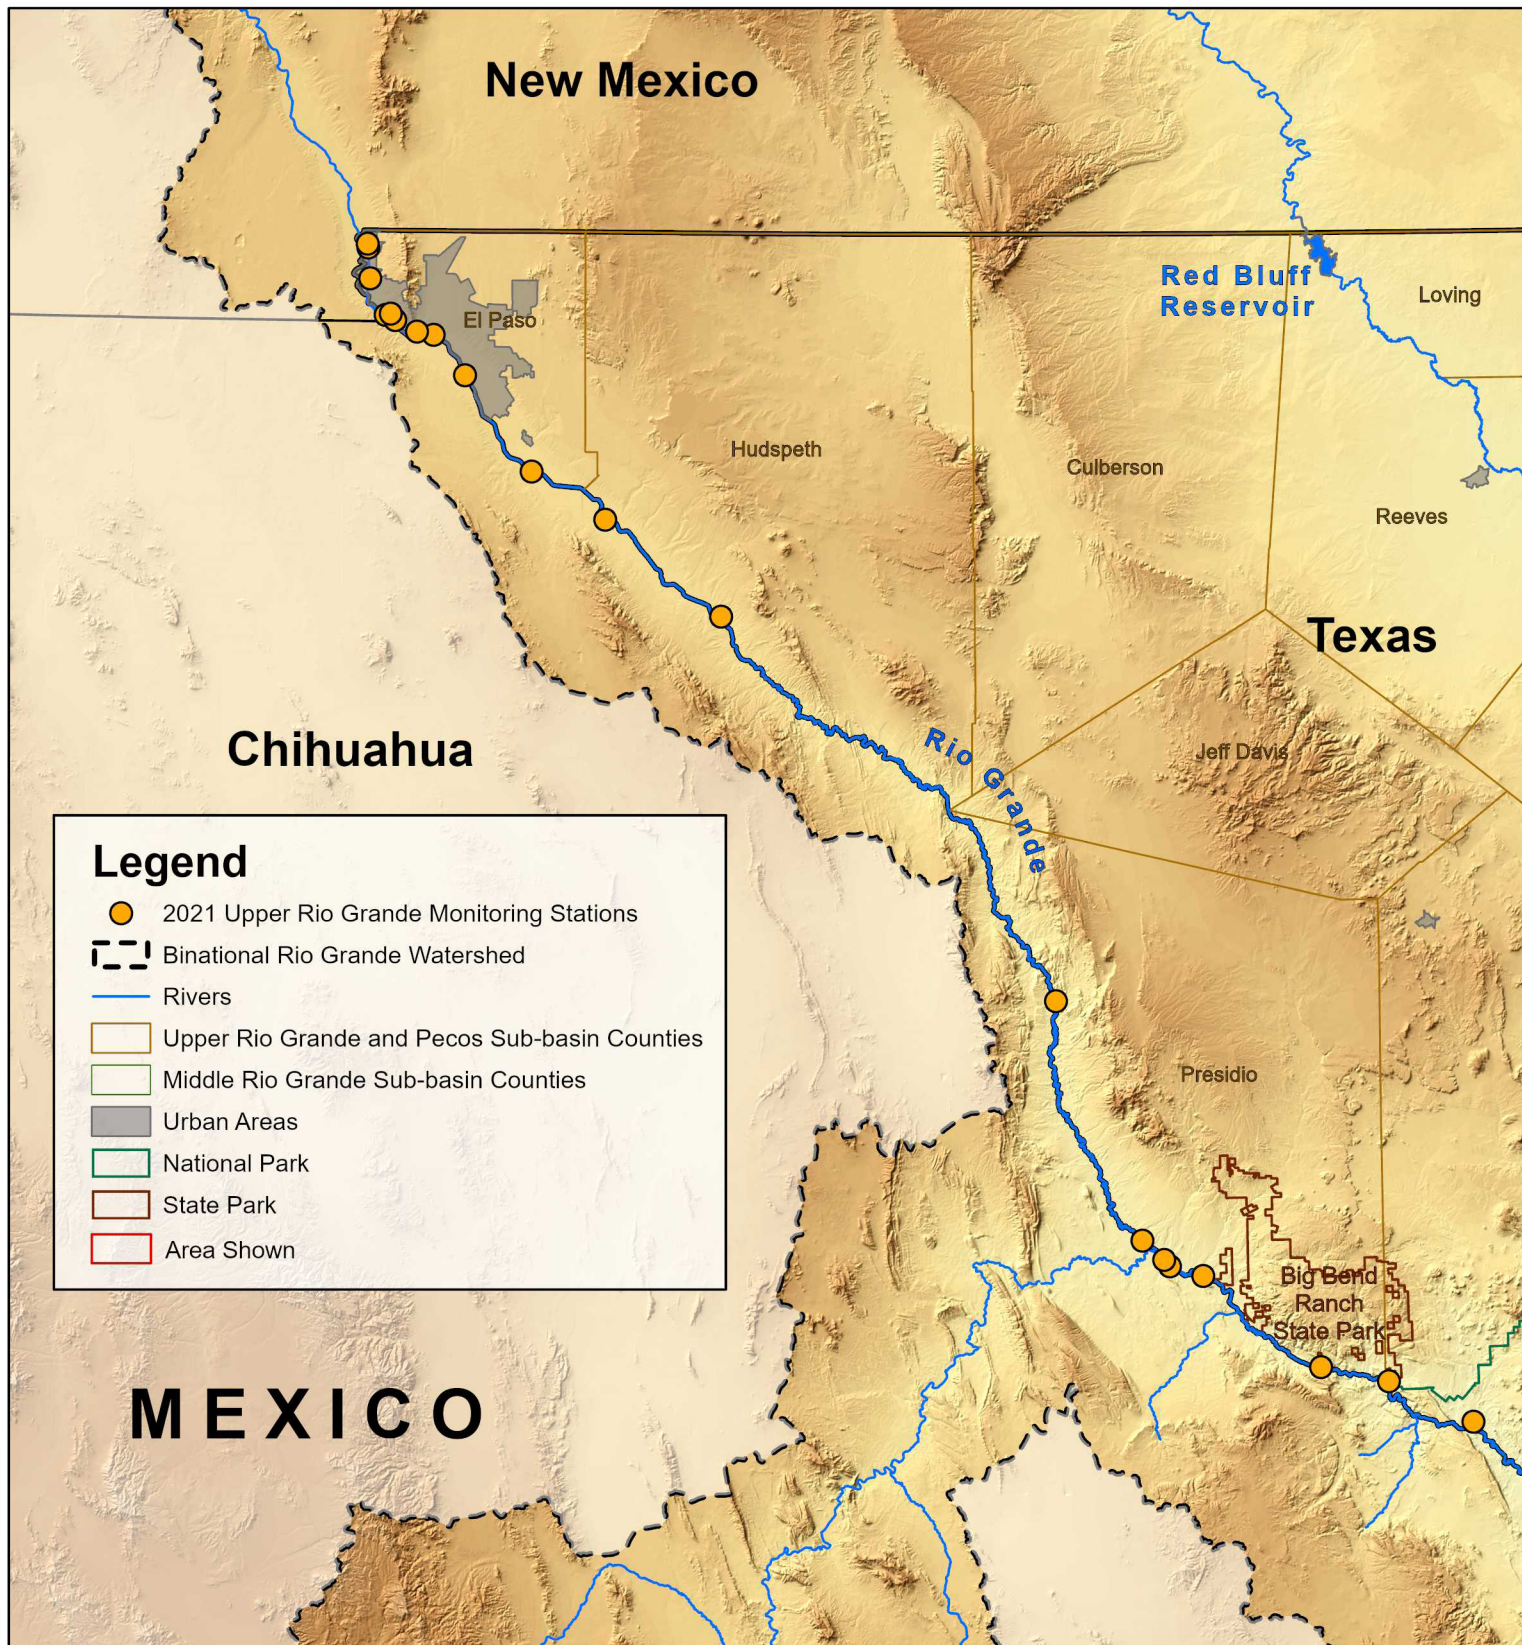 New Mexico
Red Bluff
Reservoir
Loving
El Paso
Hudspeth
Culberson
Reeves
Texas
Chihuahua
Rio Grande
Jeff Davis
Legend
2021 Upper Rio Grande Monitoring Stations
Binational Rio Grande Watershed
Rivers
Upper Rio Grande and Pecos Sub-basin Counties
Middle Rio Grande Sub-basin Counties
Urban Areas
National Park
State Park
Area Shown
Presidio
Big Bend
Ranch
State Park
MEXICO